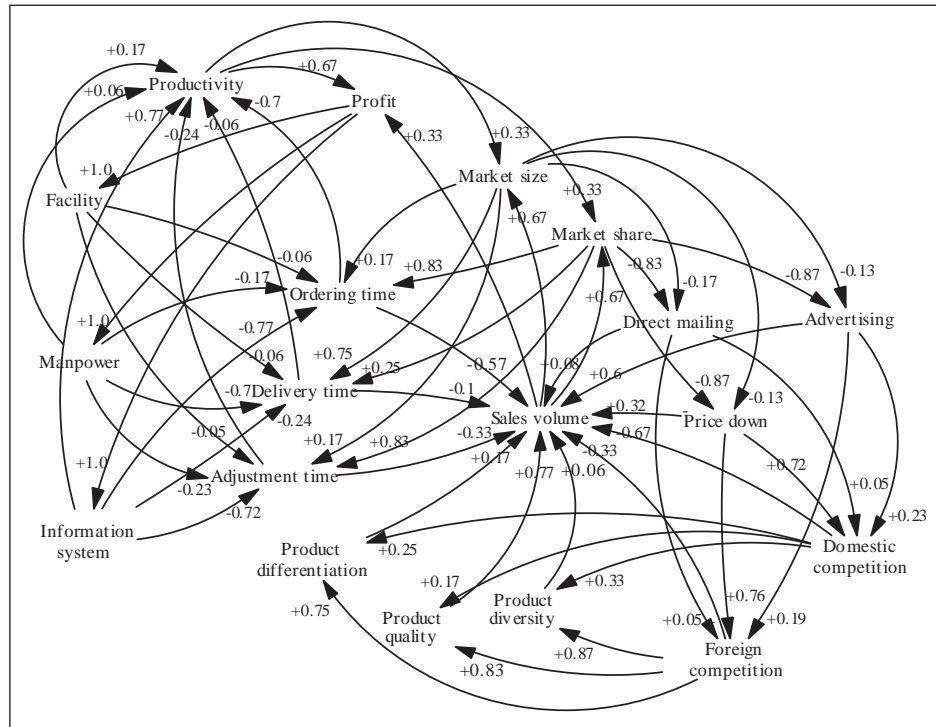 +0.17
+0.67
Productivity
+0.06
+0.77
-0.7
Profit
-0.24
-0.06
+0.33
+0.33
+1.0
Market size
+0.33
Facility
+0.67
Market share
-0.06
+0.17
+0.83
-0.83
-0.87
-0.13
-0.17
-0.17
Ordering time
+0.67
Direct mailing
Advertising
+1.0
-0.77
Manpower
-0.06
+0.75
+0.25
-0.57
+0.08
+0.6
-0.87
-0.13
-0.7
Delivery time
-0.1
+0.32
Sales volume
Price down
-0.24
-0.05
+0.17
+0.83
-0.33
-0.67
+1.0
Adjustment time
+0.17
-0.33
+0.72
-0.23
+0.77
+0.06
+0.05
-0.72
+0.23
Information
system
Product
differentiation
+0.25
Domestic
competition
+0.17
+0.33
+0.75
Product
quality
Product
diversity
+0.76
+0.05
+0.19
+0.83
+0.87
Foreign
competition